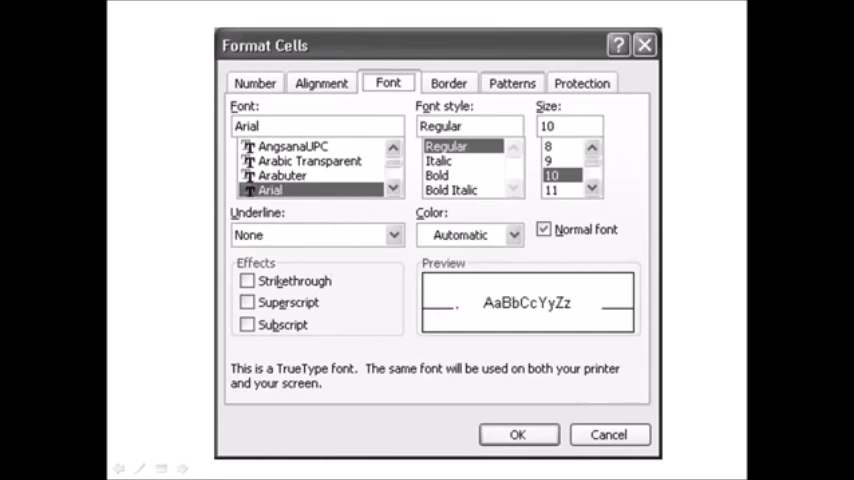 Format Cells
Number Alignment Font Border Patterns Protection
Font: Font style: Size:
Arial Regular 10
AngsanaUPC Regular 8
Arabic Transparent Italic 9
Arabuter Bold 10
Arial Bold Italic 11
Underline: Color:
None Automatic Normal font
Effects Preview
Strikethrough
Superscript AaBbCcYyZz
Subscript
This is a TrueType font. The same font will be used on both your printer
and your screen.
OK Cancel